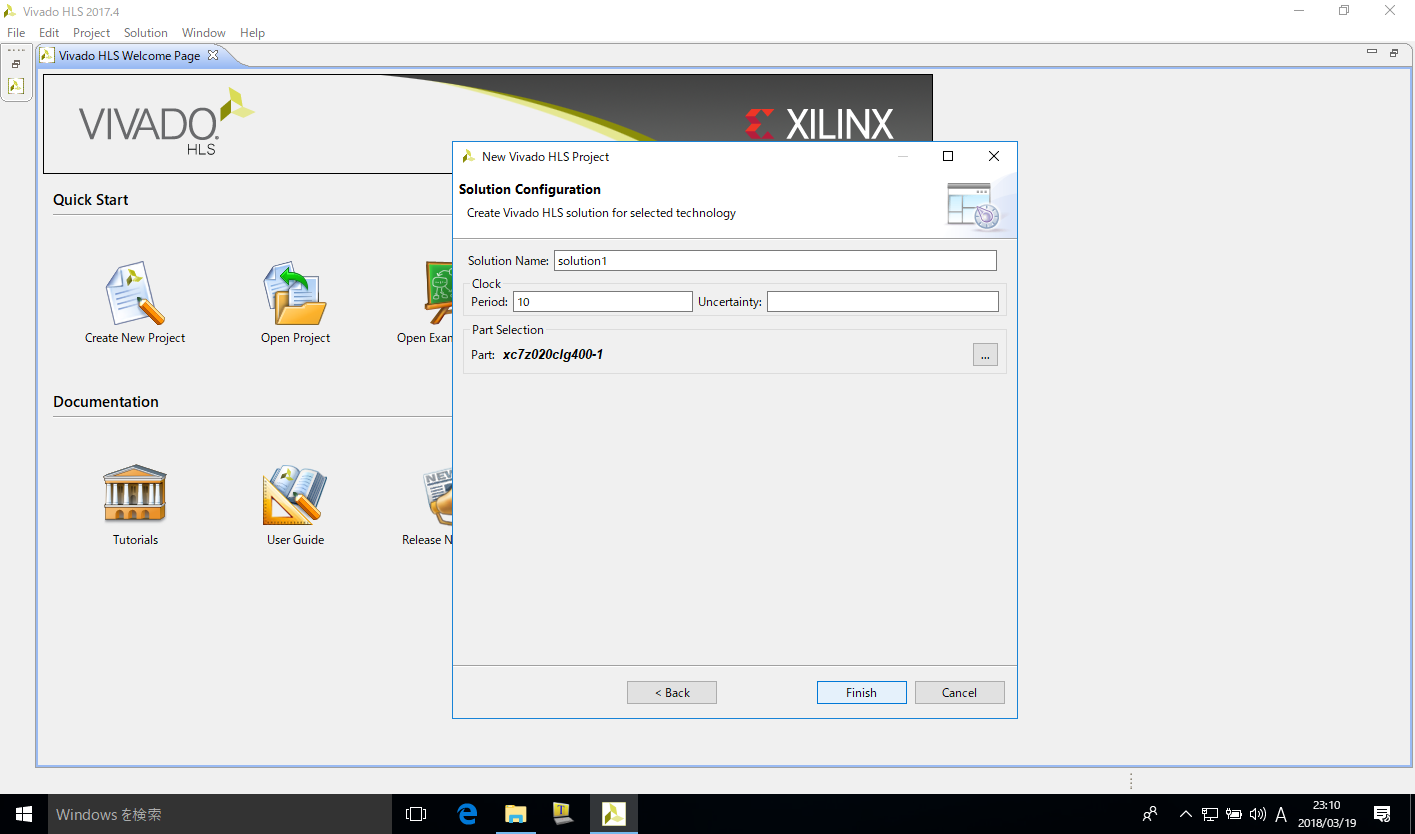 Vivado HLS 2017.4
File Edit Project Solution Window Help
Vivado HLS Welcome Page
VIVADO.
HLS
XILINX
New Vivado HLS Project
Solution Configuration
Create Vivado HLS solution for selected technology
Solution Name: solution1
Clock
Period: 10 Uncertainty:
Part Selection
Part: xc7z020clg400-1 ...
< Back Finish Cancel
Quick Start
Create New Project Open Project Open Exam
Documentation
NEW
Tutorials User Guide Release N
Windows を検索
T
A
23:10
2018/03/19